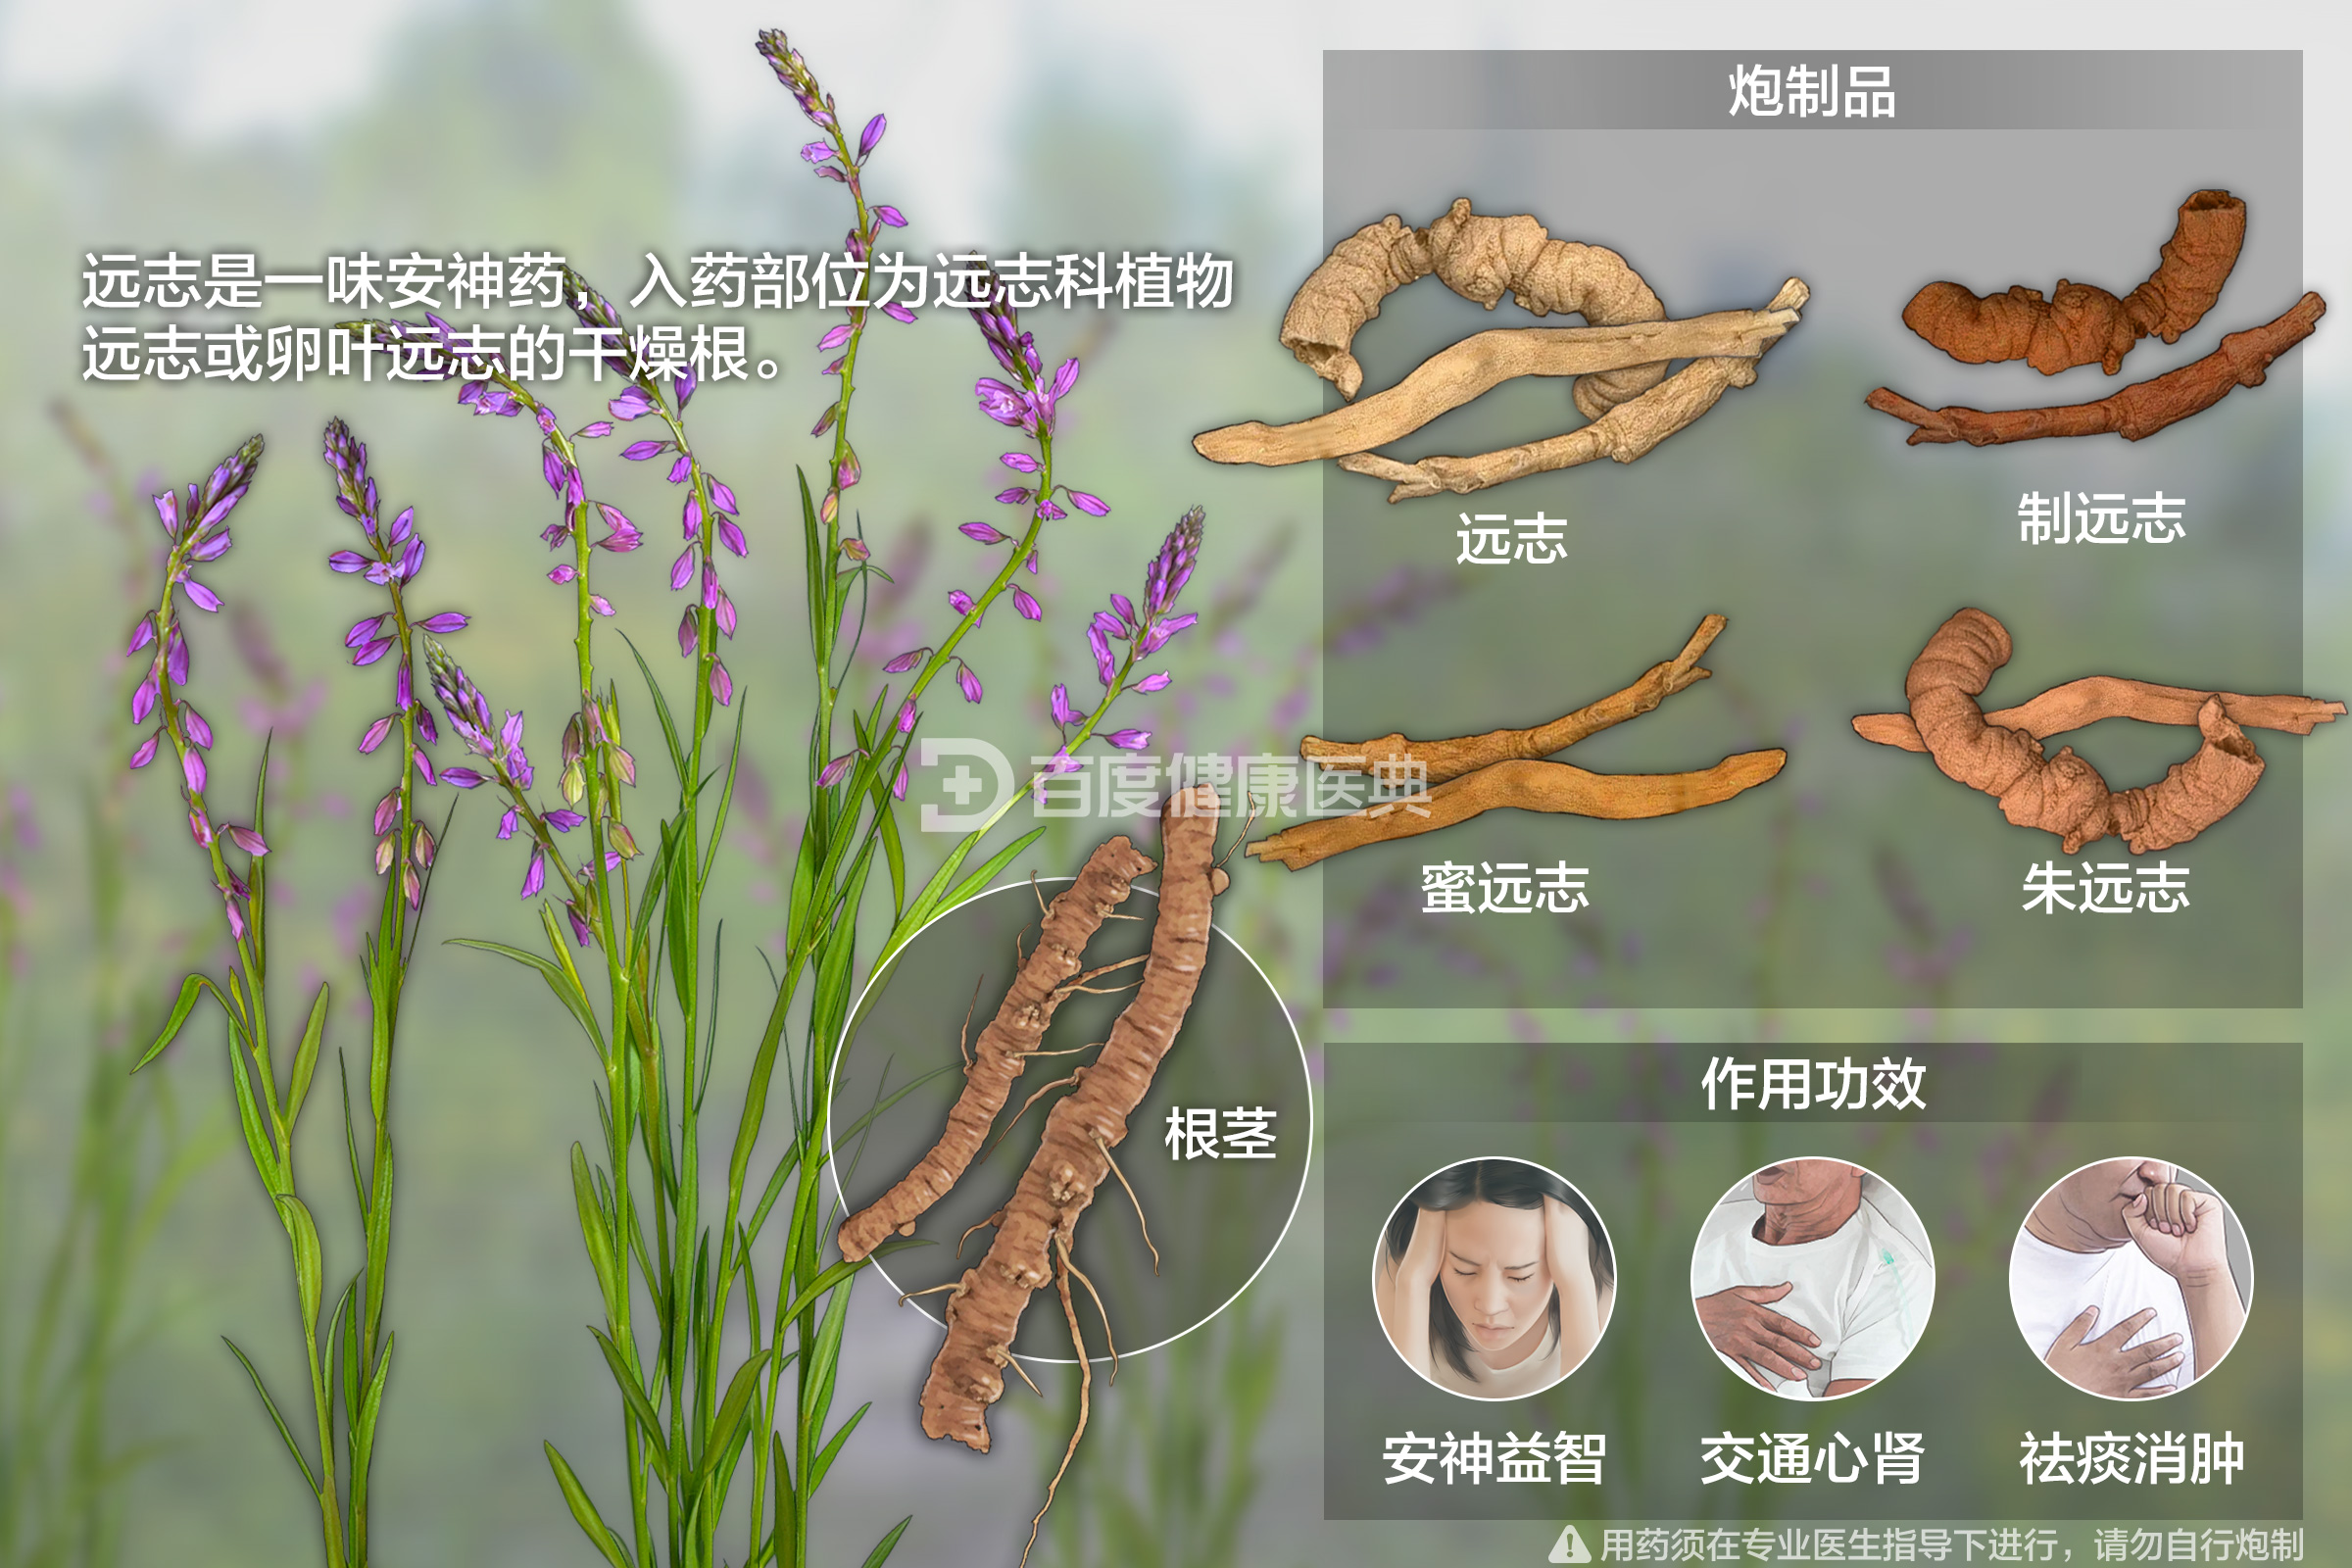 远志是一味安神药，入药部位为远志科植物
远志或卵叶远志的干燥根。
炮制品
远志
制远志
蜜远志
朱远志
百度健康医典
根茎
作用功效
安神益智
交通心肾
祛痰消肿
用药须在专业医生指导下进行，请勿自行炮制